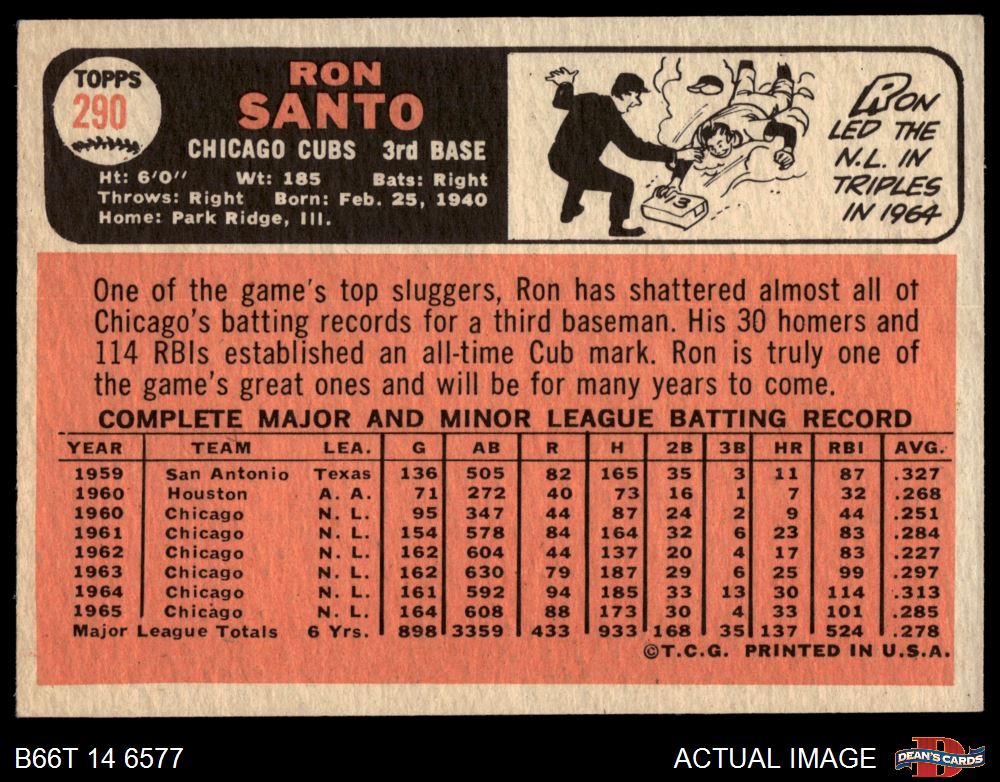 TOPPS
290
RON
SANTO
CHICAGO CUBS 3rd BASE
Ht: 6'0" Wt: 185 Bats: Right
Throws: Right Born: Feb. 25, 1940
Home: Park Ridge, Ill.
3
RON
LED THE
N.L. IN
TRIPLES
IN 1964
One of the game's top sluggers, Ron has shattered almost all of
Chicago's batting records for a third baseman. His 30 homers and
114 RBIs established an all-time Cub mark. Ron is truly one of
the game's great ones and will be for many years to come.
COMPLETE MAJOR AND MINOR LEAGUE BATTING RECORD
YEAR TEAM LEA. G AB R H 2B 3B HR RBI AVG.
1959 San Antonio Texas 136 505 82 165 35 3 11 87 .327
1960 Houston A. A. 71 272 40 73 16 1 7 32 .268
1960 Chicago N. L. 95 347 44 87 24 2 9 44 .251
1961 Chicago N. L. 154 578 84 164 32 6 23 83 .284
1962 Chicago N. L. 162 604 44 137 20 4 17 83 .227
1963 Chicago N. L. 162 630 79 187 29 6 25 99 .297
1964 Chicago N. L. 161 592 94 185 33 13 30 114 .313
1965 Chicago N. L. 164 608 88 173 30 4 33 101 .285
Major League Totals 6 Yrs. 898 3359 433 933 168 35 137 524 .278
©T.C.G. PRINTED IN U.S.A.
B66T 14 6577
ACTUAL IMAGE
DEAN'S CARDS